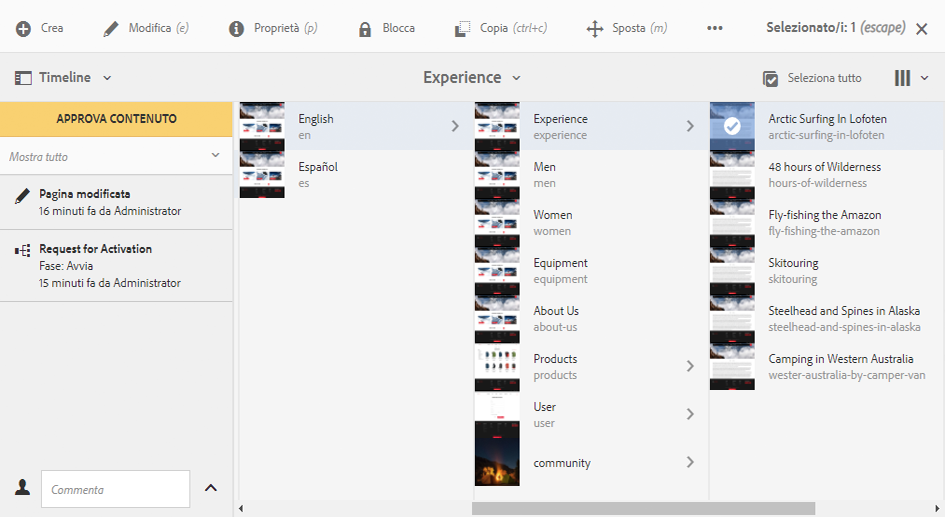 Crea
Modifica (e)
Proprietà (p)
Blocca
Copia (ctrl+c)
Sposta (m)
Selezionato/i: 1 (escape)
Timeline
Experience
Seleziona tutto
APPROVA CONTENUTO
Mostra tutto
Pagina modificata
16 minuti fa da Administrator
Request for Activation
Fase: Avvia
15 minuti fa da Administrator
Commenta
English
en
Español
es
Experience
experience
Men
men
Women
women
Equipment
equipment
About Us
about-us
Products
products
User
user
community
Arctic Surfing In Lofoten
arctic-surfing-in-lofoten
48 hours of Wilderness
hours-of-wilderness
Fly-fishing the Amazon
fly-fishing-the-amazon
Skitouring
skitouring
Steelhead and Spines in Alaska
steelhead-and-spines-in-alaska
Camping in Western Australia
wester-australia-by-camper-van